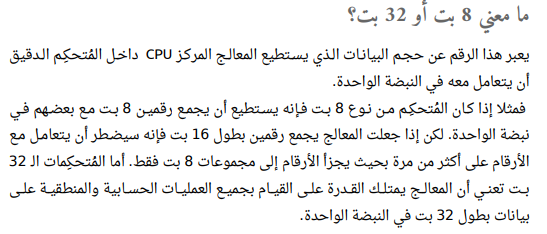 ما معني 8 بت أو 32 بت؟
يعبر هذا الرقم عن حجم البيانات الذي يستطيع المعالج المركز CPU داخل المُتحكِم الدقيق
أن يتعامل معه في النبضة الواحدة.
فمثلا إذا كان المُتحكِم من نوع 8 بت فإنه يستطيع أن يجمع رقمين 8 بت مع بعضهم في
نبضة الواحدة. لكن إذا جعلت المعالج يجمع رقمين بطول 16 بت فإنه سيضطر أن يتعامل مع
الأرقام على أكثر من مرة بحيث يجزأ الأرقام إلى مجموعات 8 بت فقط. أما المُتحكِمات الـ 32
بت تعني أن المعالج يمتلك القدرة على القيام بجميع العمليات الحسابية والمنطقية على
بيانات بطول 32 بت في النبضة الواحدة.